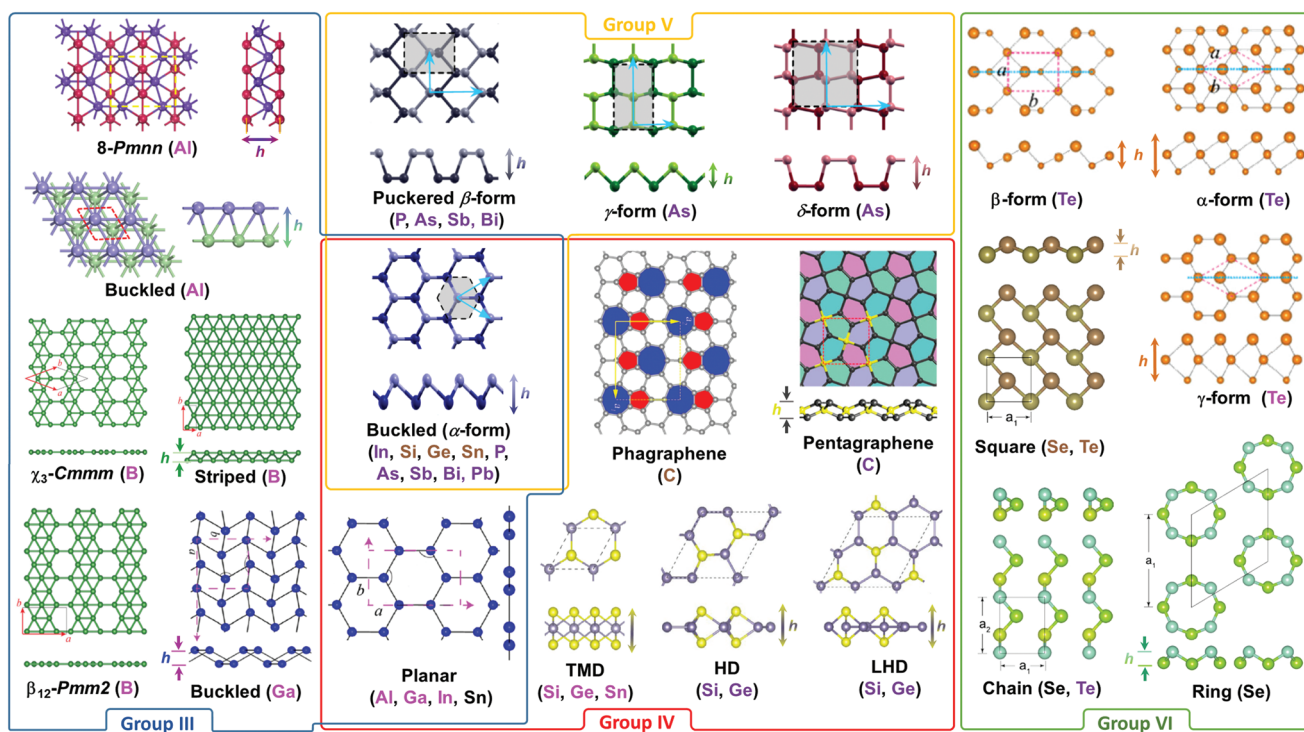 Group V
h
8-Pmnn (Al)
h
Buckled (Al)
b
a
h
χ3-Cmmm (B)
b
a
Striped (B)
b
a
β12-Pmm2 (B)
a
b
h
Buckled (Ga)
Group III
h
Puckered β-form
(P, As, Sb, Bi)
h
γ-form (As)
h
δ-form (As)
h
Buckled (α-form)
(In, Si, Ge, Sn, P,
As, Sb, Bi, Pb)
Phagraphene
(C)
h
Pentagraphene
(C)
b
a
Planar
(Al, Ga, In, Sn)
TMD
(Si, Ge, Sn)
HD
(Si, Ge)
h
LHD
(Si, Ge)
Group IV
a
b
h
β-form (Te)
a
b
h
α-form (Te)
h
a1
Square (Se, Te)
h
γ-form (Te)
a2
a1
Chain (Se, Te)
a1
h
Ring (Se)
Group VI